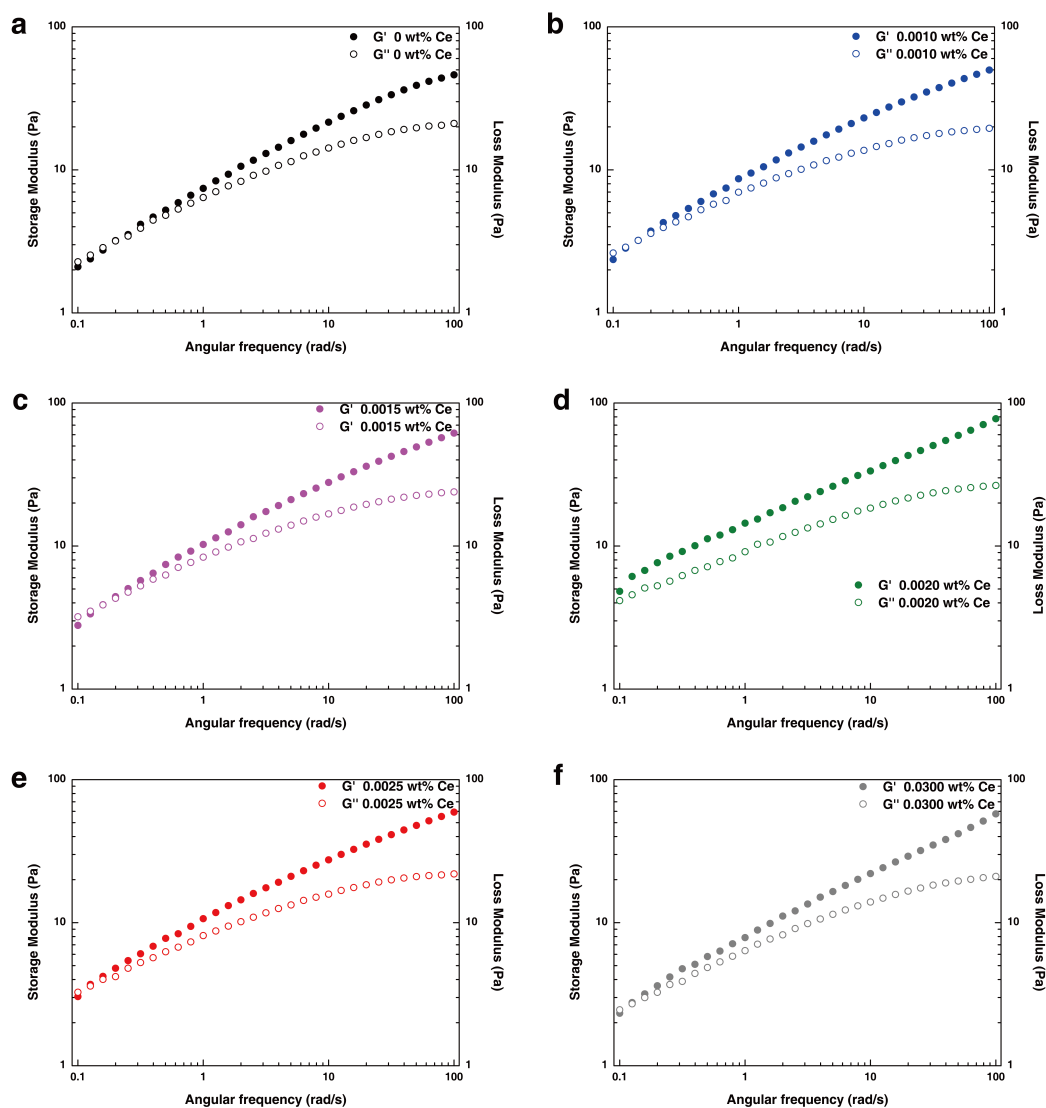 a
G' 0 wt% Ce
G'' 0 wt% Ce
100
10
1
100
10
1
0.1 1 10 100
Storage Modulus (Pa)
Loss Modulus (Pa)
Angular frequency (rad/s)
b
G' 0.0010 wt% Ce
G'' 0.0010 wt% Ce
100
10
1
100
10
1
0.1 1 10 100
Storage Modulus (Pa)
Loss Modulus (Pa)
Angular frequency (rad/s)
c
G' 0.0015 wt% Ce
G' 0.0015 wt% Ce
100
10
1
100
10
1
0.1 1 10 100
Storage Modulus (Pa)
Loss Modulus (Pa)
Angular frequency (rad/s)
d
G' 0.0020 wt% Ce
G'' 0.0020 wt% Ce
100
10
1
100
10
1
0.1 1 10 100
Storage Modulus (Pa)
Loss Modulus (Pa)
Angular frequency (rad/s)
e
G' 0.0025 wt% Ce
G'' 0.0025 wt% Ce
100
10
1
100
10
1
0.1 1 10 100
Storage Modulus (Pa)
Loss Modulus (Pa)
Angular frequency (rad/s)
f
G' 0.0300 wt% Ce
G'' 0.0300 wt% Ce
100
10
1
100
10
1
0.1 1 10 100
Storage Modulus (Pa)
Loss Modulus (Pa)
Angular frequency (rad/s)